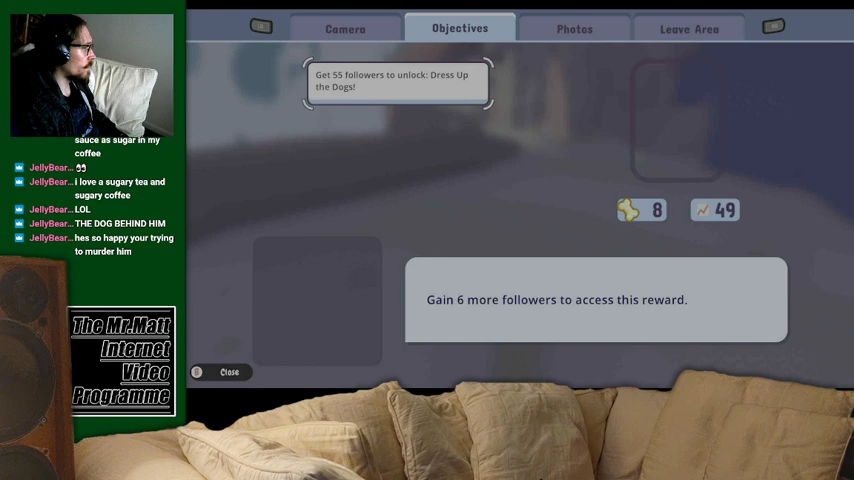 Camera
Objectives
Photos
Leave Area
Get 55 followers to unlock: Dress Up
the Dogs!
sauce as sugar in my
coffee
JellyBear...👀
JellyBear...i love a sugary tea and
sugary coffee
JellyBear...LOL
JellyBear...THE DOG BEHIND HIM
JellyBear...hes so happy your trying
to murder him
8
49
Gain 6 more followers to access this reward.
Close
The Mr.Matt
Internet
Video
Programme